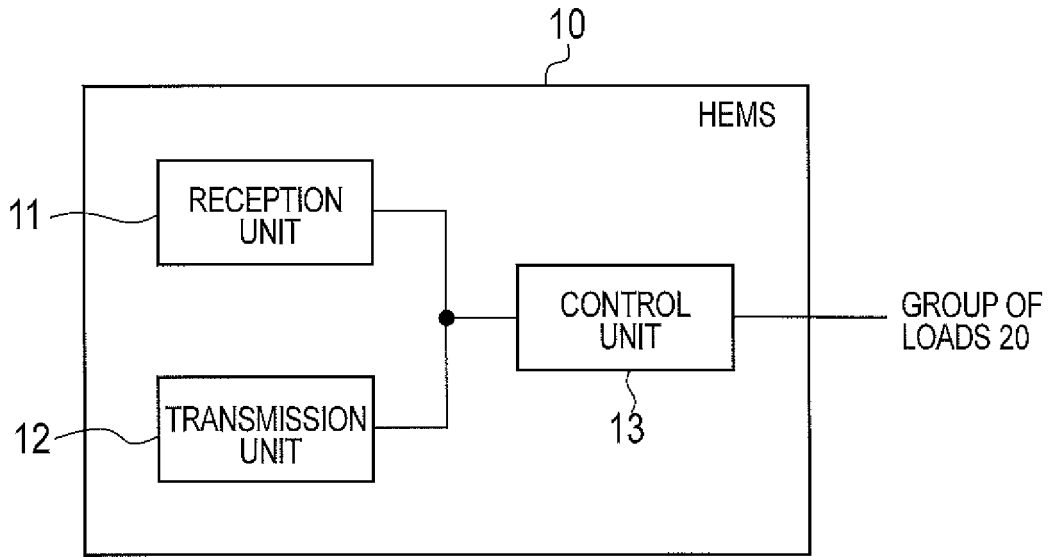 10
HEMS
RECEPTION
UNIT
11
CONTROL
UNIT
GROUP OF
LOADS 20
13
TRANSMISSION
UNIT
12